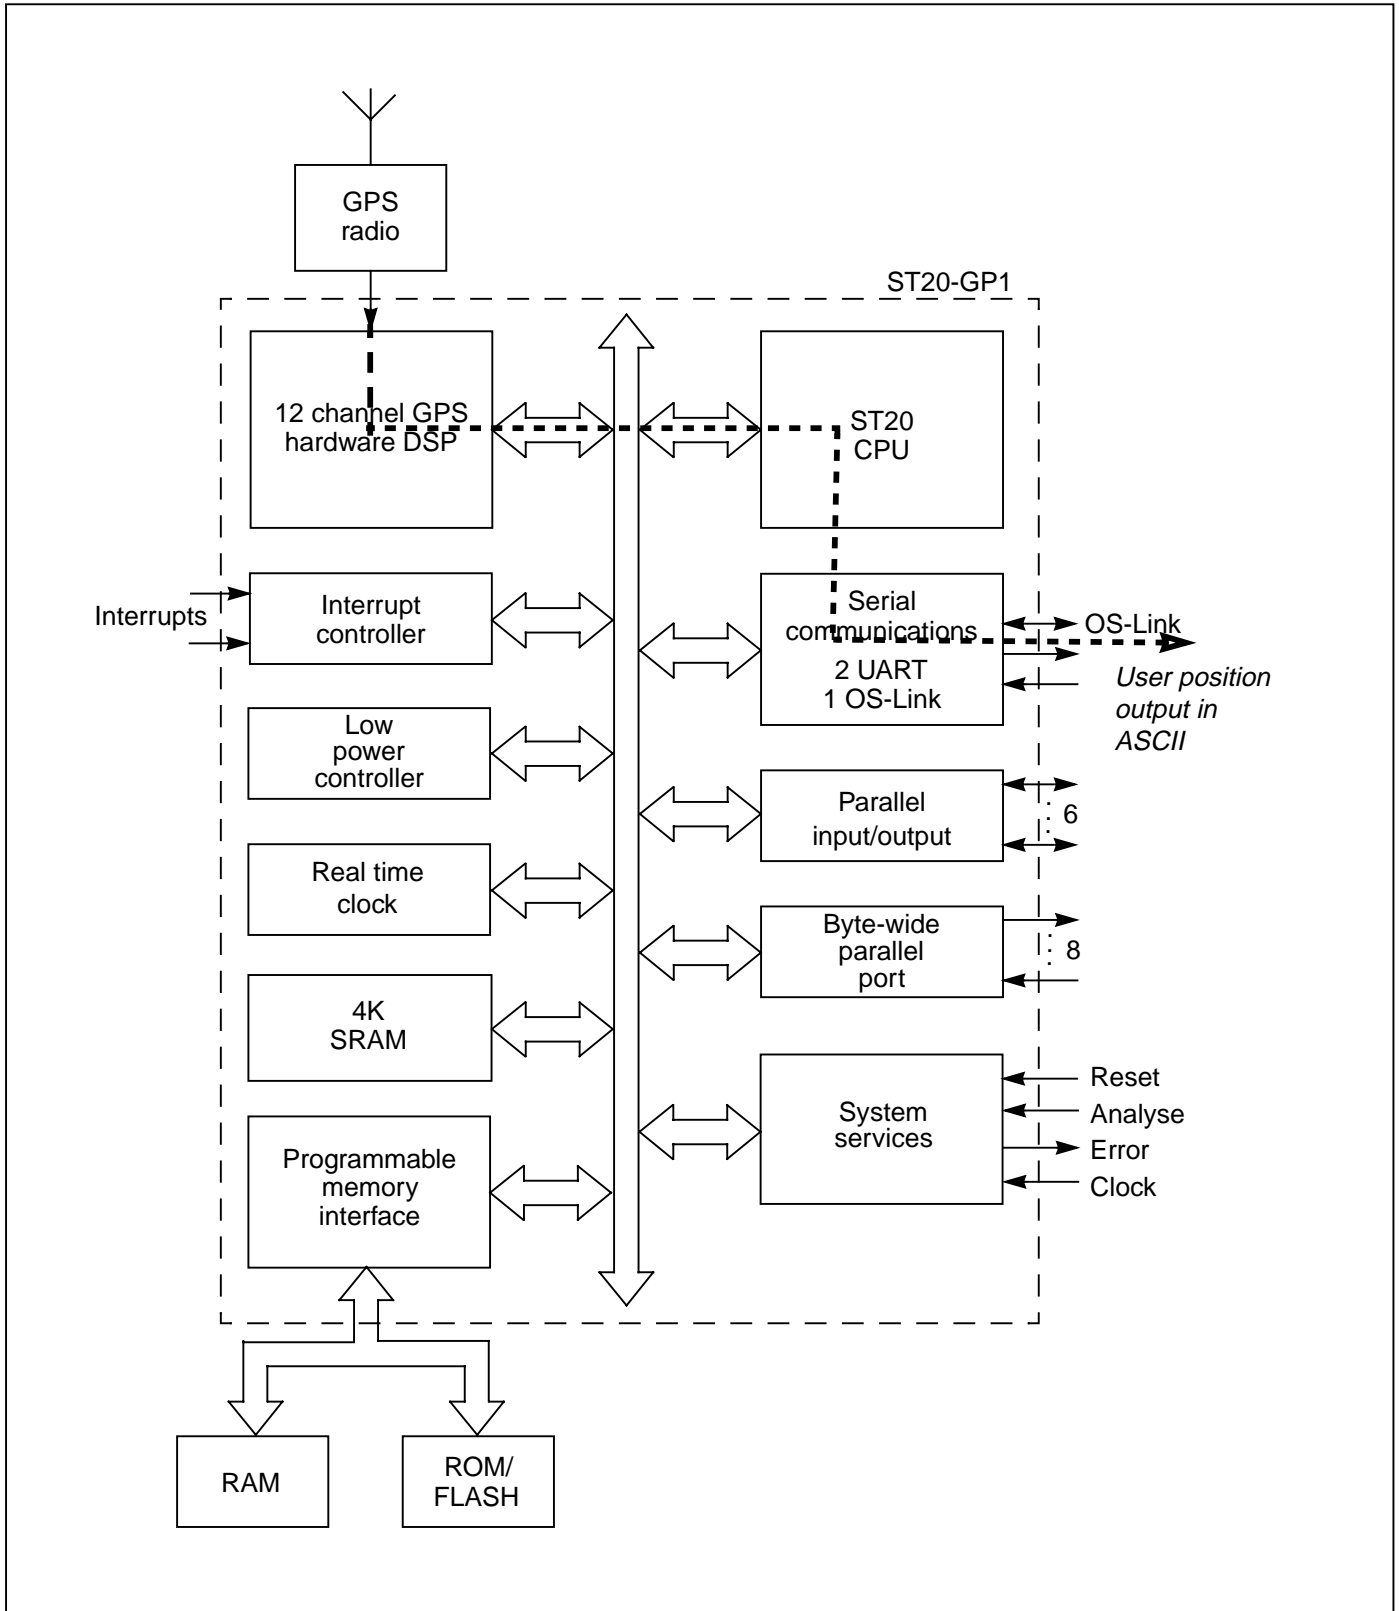 GPS
radio
ST20-GP1
12 channel GPS
hardware DSP
ST20
CPU
Interrupts
Interrupt
controller
Serial
communications
2 UART
1 OS-Link
OS-Link
User position
output in
ASCII
Low
power
controller
Parallel
input/output
6
Real time
clock
Byte-wide
parallel
port
8
4K
SRAM
System
services
Reset
Analyse
Error
Clock
Programmable
memory
interface
RAM
ROM/
FLASH